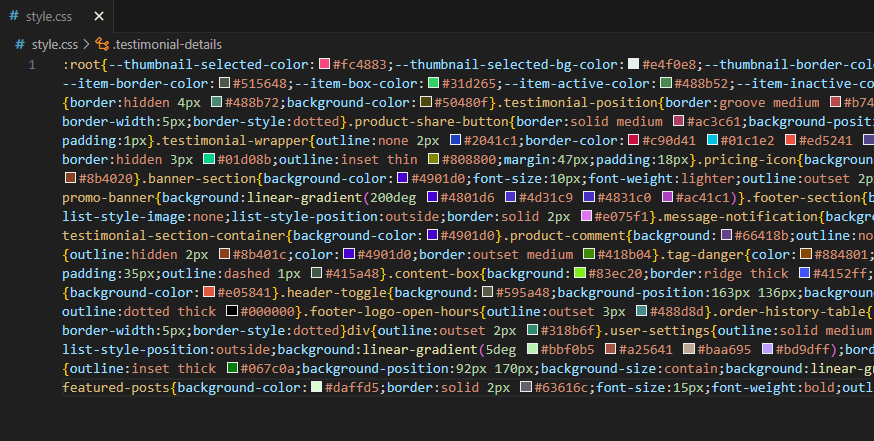 # style.css ×
# style.css > .testimonial-details
1 :root{--thumbnail-selected-color:#fc4883;--thumbnail-selected-bg-color:#e4f0e8;--thumbnail-border-col
--item-border-color:#515648;--item-box-color:#31d265;--item-active-color:#488b52;--item-inactive-co
{border:hidden 4px #488b72;background-color:#50480f}.testimonial-position{border:groove medium #b74
border-width:5px;border-style:dotted}.product-share-button{border:solid medium #ac3c61;background-posit
padding:1px}.testimonial-wrapper{outline:none 2px #2041c1;border-color:#c90d41 #01c1e2 #ed5241
border:hidden 3px #01d08b;outline:inset thin #808800;margin:47px;padding:18px}.pricing-icon{backgroun
#8b4020}.banner-section{background-color:#4901d0;font-size:10px;font-weight:lighter;outline:outset 2p
promo-banner{background:linear-gradient(200deg #4801d6 #4d31c9 #4831c0 #ac41c1)}.footer-section{b
list-style-image:none;list-style-position:outside;border:solid 2px #e075f1}.message-notification{backg
testimonial-section-container{background-color:#4901d0}.product-comment{background:#66418b;outline:no
{outline:hidden 2px #8b401c;color:#4901d0;border:outset medium #418b04}.tag-danger{color:#884801;
padding:35px;outline:dashed 1px #415a48}.content-box{background:#83ec20;border:ridge thick #4152ff;
{background-color:#e05841}.header-toggle{background:#595a48;background-position:163px 136px;backgroun
outline:dotted thick #000000}.footer-logo-open-hours{outline:outset 3px #488d8d}.order-history-table{
border-width:5px;border-style:dotted}div{outline:outset 2px #318b6f}.user-settings{outline:solid medium
list-style-position:outside;background:linear-gradient(5deg #bbf0b5 #a25641 #baa695 #bd9dff);bord
{outline:inset thick #067c0a;background-position:92px 170px;background-size:contain;background:linear-g
featured-posts{background-color:#daffd5;border:solid 2px #63616c;font-size:15px;font-weight:bold;outl